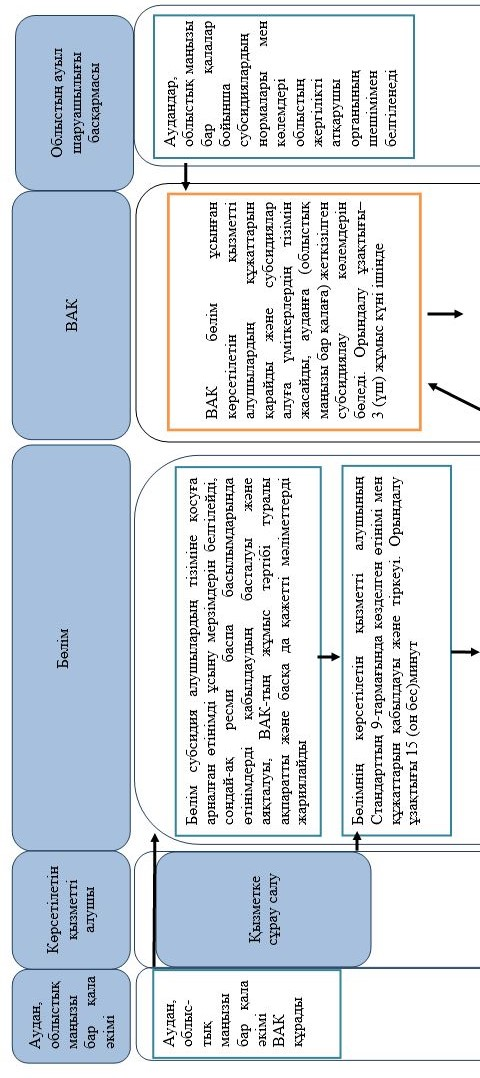 Аудан,
облыстық
маңызы
бар қала
әкімі
Көрсетілетін
қызметті
алушы
Бөлім
ВАК
Облыстың ауыл
шаруашылығы
басқармасы
Аудан,
облыс-
тық
маңызы
бар қала
әкімі
ВАК
құрады
Қызметке
сұрау салу
Бөлім субсидия алушылардың тізіміне қосуға
арналған өтінімді ұсыну мерзімдерін белгілейді,
сондай-ақ ресми баспа басылымдарында
өтінімдерді қабылдаудың басталуы және
аяқталуы, ВАК-тың жұмыс тәртібі туралы
ақпаратты және басқа да қажетті мәліметтерді
жариялайды
Бөлімнің көрсетілетін қызметті алушының
Стандарттың 9-тармағында көзделген өтінімі мен
құжаттарын қабылдауы және тіркеуі. Орындалу
ұзақтығы 15 (он бес)минут
ВАК бөлім ұсынған
көрсетілетін қызметті
алушылардың құжаттарын
қарайды және субсидиялар
алуға үміткерлердің тізімін
жасайды, ауданға (облыстық
маңызы бар қалаға) жеткізілген
субсидиялау көлемдерін
бөледі. Орындалу ұзақтығы–
3 (үш) жұмыс күні ішінде
Аудандар,
облыстық маңызы
бар қалалар
бойынша
субсидиялардың
нормалары мен
көлемдері
облыстың
жергілікті
атқарушы
органының
шешімімен
белгіленеді